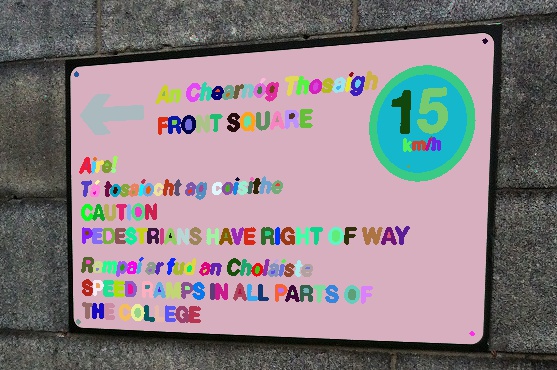 An Chearnóg Thosaigh
FRONT SQUARE
15
km/h
Aire!
Tá tosaíocht ag coisithe
CAUTION
PEDESTRIANS HAVE RIGHT OF WAY
Rampaí ar fud an Cholaiste
SPEED RAMPS IN ALL PARTS OF
THE COLLEGE